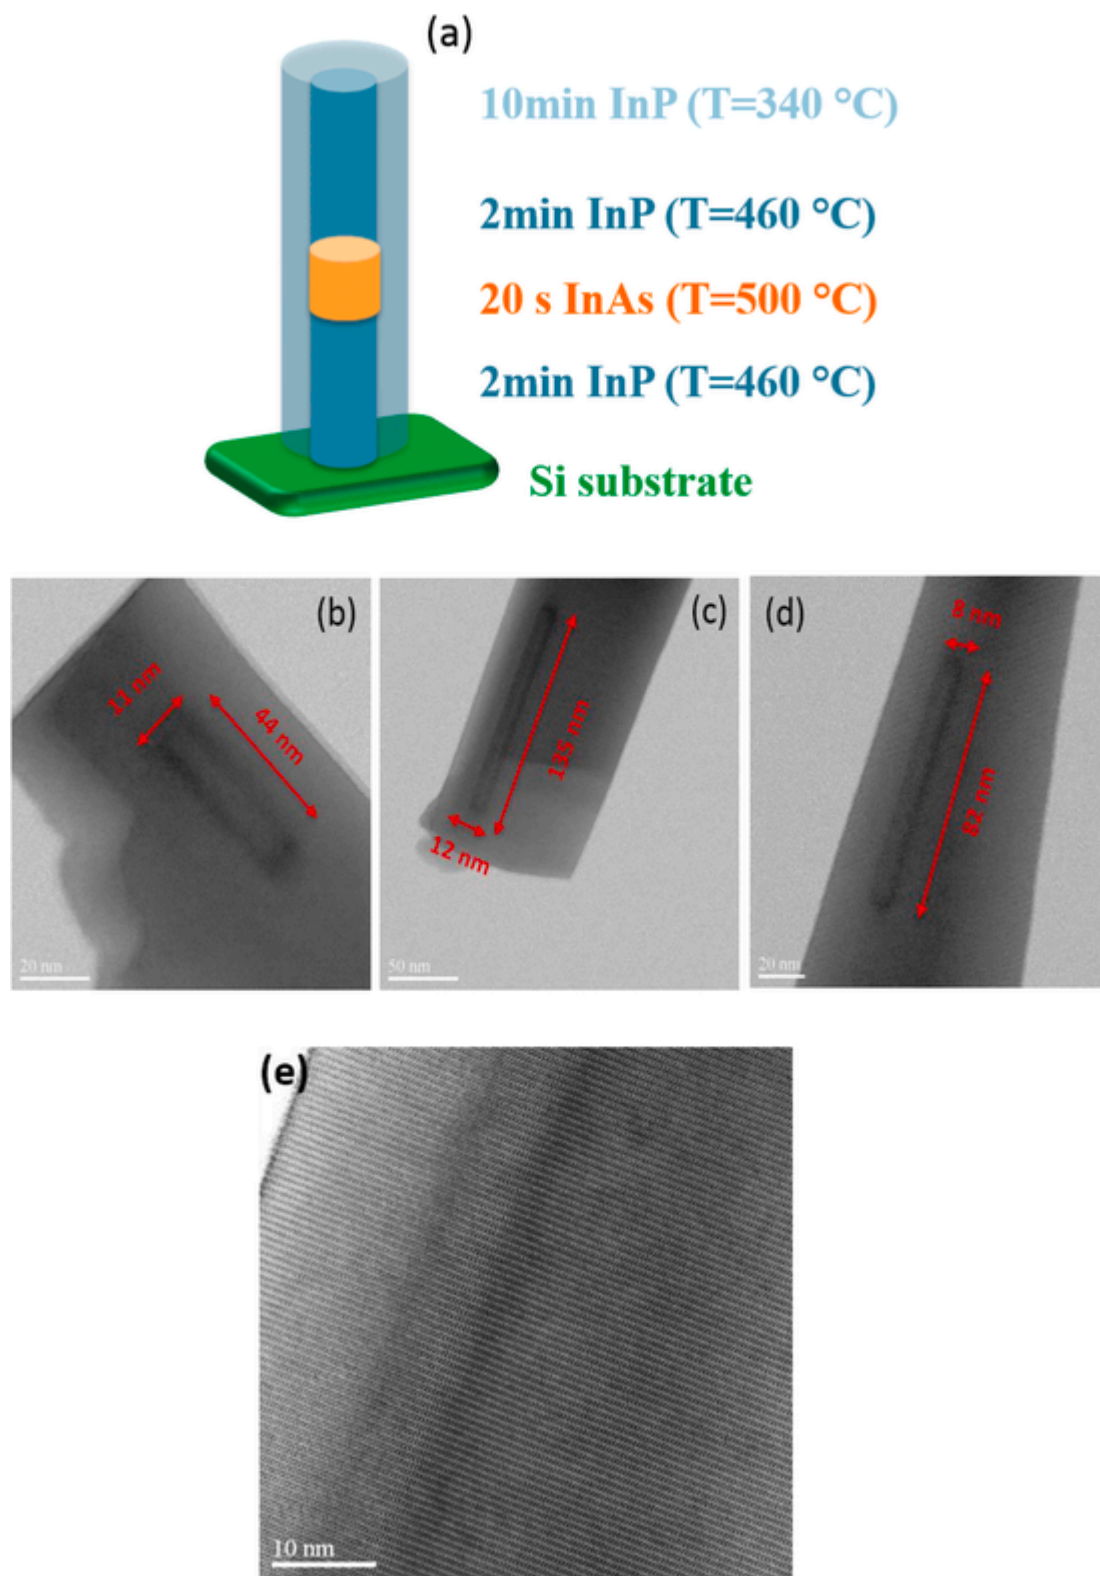 (a)
10min InP (T=340 °C)
2min InP (T=460 °C)
20 s InAs (T=500 °C)
2min InP (T=460 °C)
Si substrate
(b)
11 nm
44 nm
20 nm
(c)
135 nm
12 nm
50 nm
(d)
8 nm
82 nm
20 nm
(e)
10 nm